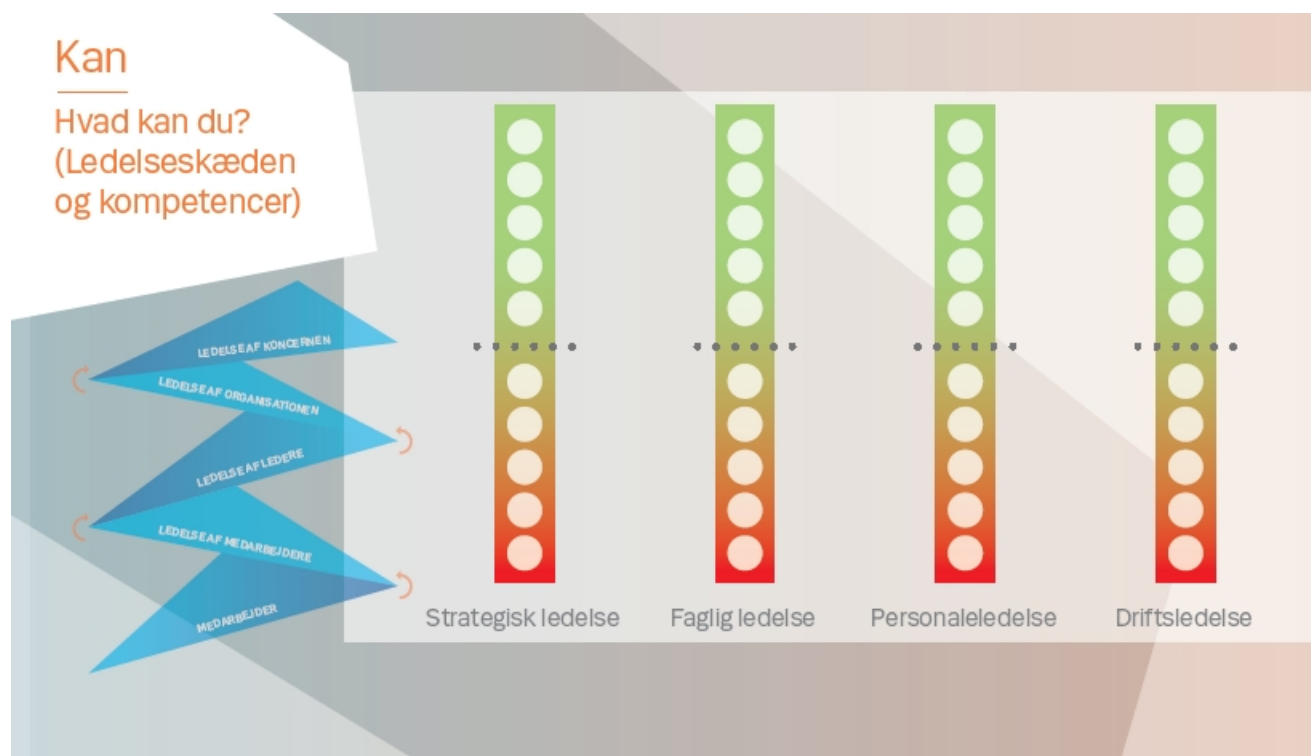 Kan
Hvad kan du?
(Ledelseskæden
og kompetencer)
LEDELSE AF KONCERNEN
LEDELSE AF ORGANISATIONEN
LEDELSE AF LEDERE
LEDELSE AF MEDARBEJDERE
MEDARBEJDER
Strategisk ledelse
Faglig ledelse
Personaleledelse
Driftsledelse